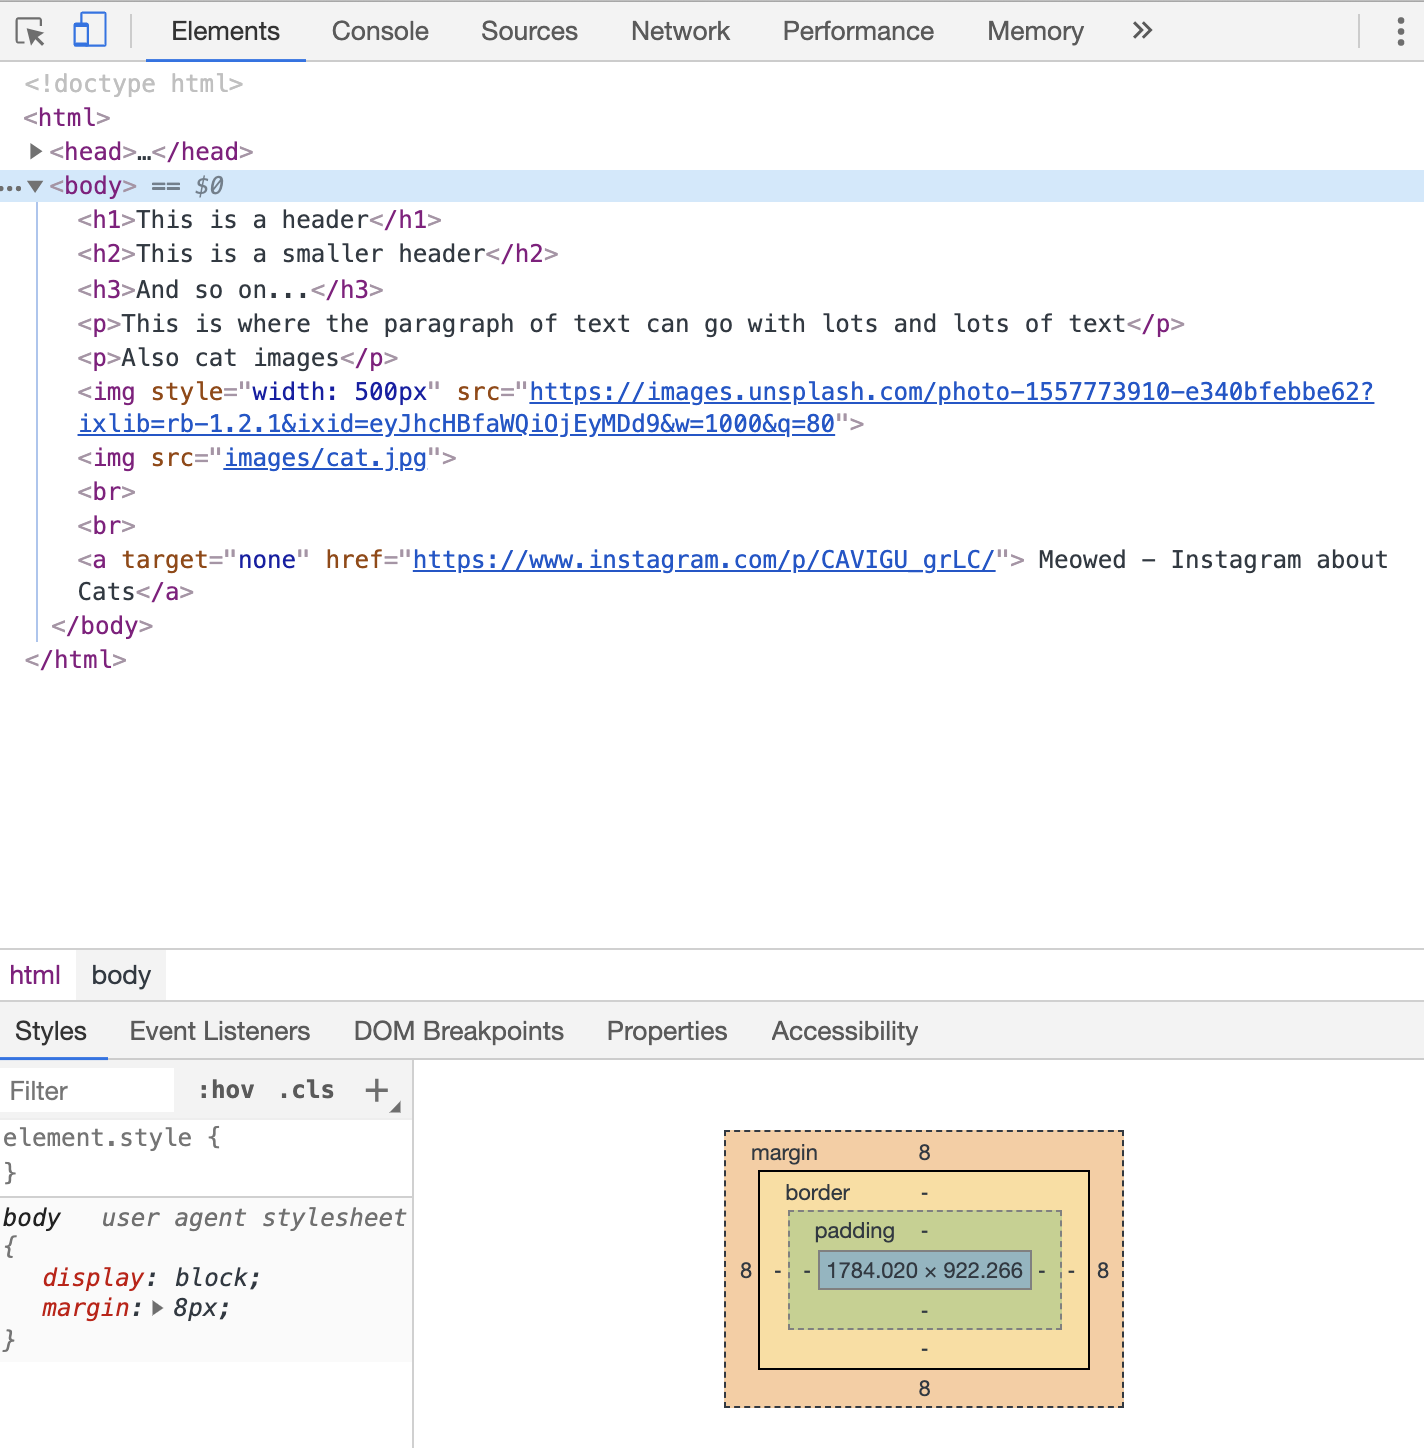 Elements Console Sources Network Performance Memory »
<!doctype html>
<html>
<head>…</head>
<body> == $0
<h1>This is a header</h1>
<h2>This is a smaller header</h2>
<h3>And so on...</h3>
<p>This is where the paragraph of text can go with lots and lots of text</p>
<p>Also cat images</p>
<img style="width: 500px" src="https://images.unsplash.com/photo-1557773910-e340bfebbe62?
ixlib=rb-1.2.1&ixid=eyJhcHBfaWQiOjEyMDd9&w=1000&q=80">
<img src="images/cat.jpg">
<br>
<br>
<a target="none" href="https://www.instagram.com/p/CAVIGU_grLC/"> Meowed - Instagram about
Cats</a>
</body>
</html>
html body
Styles Event Listeners DOM Breakpoints Properties Accessibility
Filter :hov .cls +
element.style {
}
body user agent stylesheet
{
display: block;
margin: 8px;
}
margin 8
border -
padding -
8 - - 1784.020 × 922.266 - - 8
-
-
8